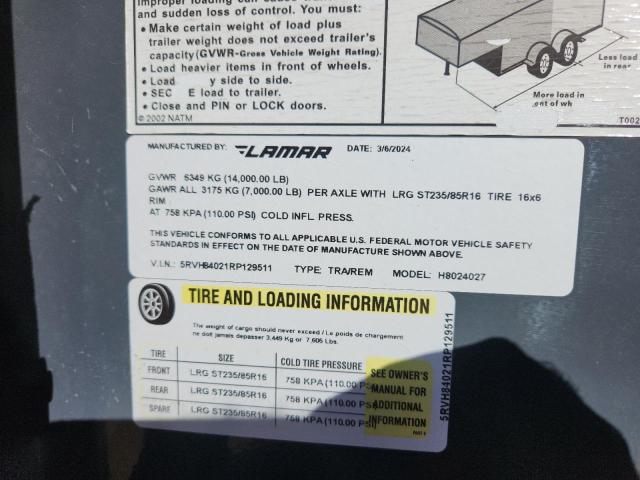 Improper loading can cause
and sudden loss of control. You must:
• Make certain weight of load plus
trailer weight does not exceed trailer's
capacity (GVWR-Gross Vehicle Weight Rating).
• Load heavier items in front of wheels.
• Load y side to side.
• SEC E load to trailer.
• Close and PIN or LOCK doors.
© 2002 NATM
Less load
in rear
More load in
ont of wh
T002
MANUFACTURED BY: LAMAR DATE: 3/6/2024
GVWR 6349 KG (14,000.00 LB)
GAWR ALL 3175 KG (7,000.00 LB) PER AXLE WITH LRG ST235/85R16 TIRE 16x6
RIM
AT 758 KPA (110.00 PSI) COLD INFL PRESS.
THIS VEHICLE CONFORMS TO ALL APPLICABLE U.S. FEDERAL MOTOR VEHICLE SAFETY
STANDARDS IN EFFECT ON THE DATE OF MANUFACTURE SHOWN ABOVE.
V.I.N.: 5RVH84021RP129511 TYPE: TRA/REM MODEL: H8024027
TIRE AND LOADING INFORMATION
The weight of cargo should never exceed / Le poids de chargement
ne doit jamais depasser 3,449 Kg or 7,606 Lbs.
TIRE SIZE COLD TIRE PRESSURE
FRONT LRG ST235/85R16 758 KPA (110.00 PSI)
REAR LRG ST235/85R16 758 KPA (110.00 PSI)
SPARE LRG ST235/85R16 758 KPA (110.00 PSI)
SEE OWNER'S
MANUAL FOR
ADDITIONAL
INFORMATION
5RVH84021RP129511